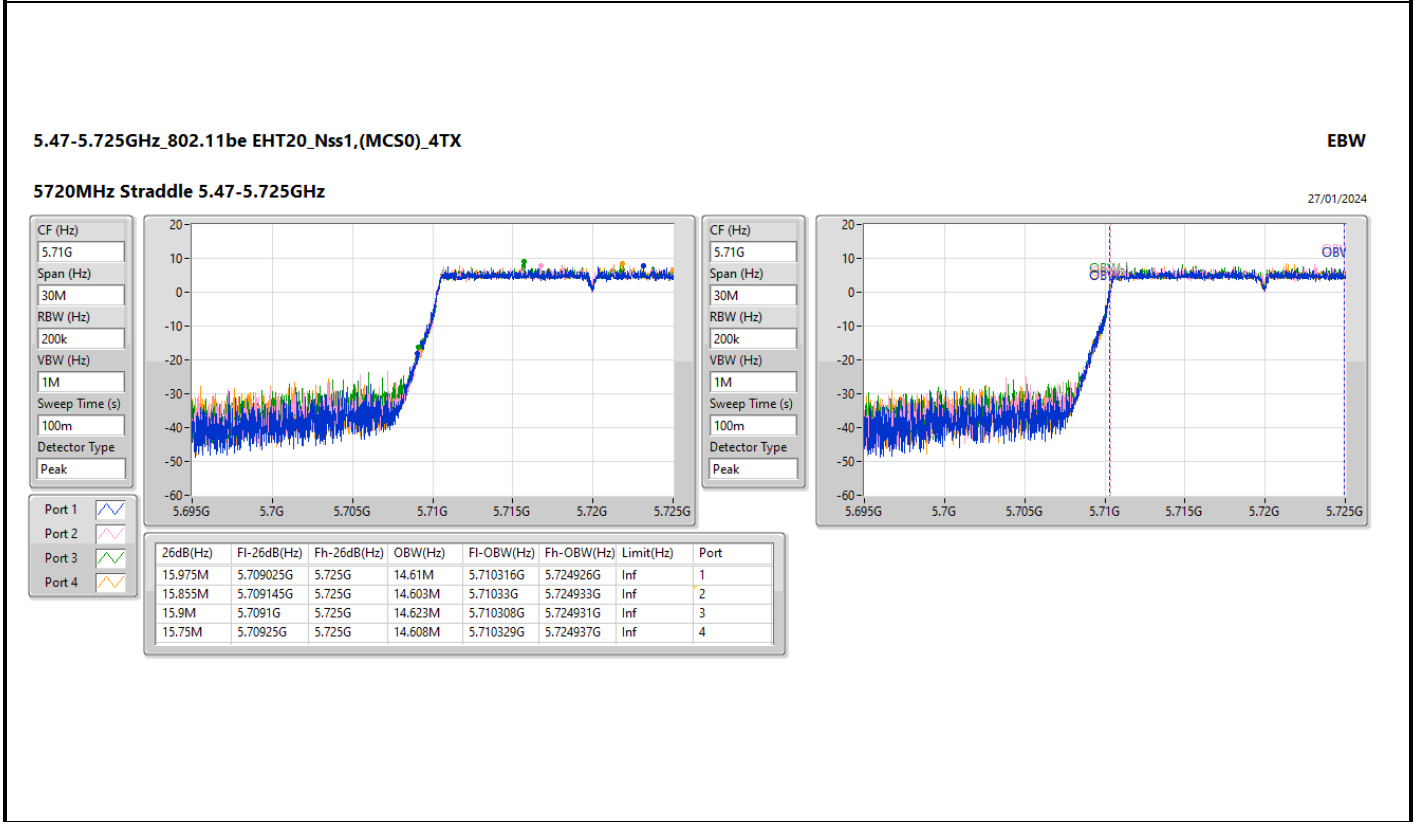 5.47-5.725GHz_802.11be EHT20_Nss1,(MCS0)_4TX
EBW
5720MHz Straddle 5.47-5.725GHz
27/01/2024
CF (Hz)
5.71G
Span (Hz)
30M
RBW (Hz)
200k
VBW (Hz)
1M
Sweep Time (s)
100m
Detector Type
Peak
20
10
0
-10
-20
-30
-40
-50
-60
5.695G 5.7G 5.705G 5.71G 5.715G 5.72G 5.725G
CF (Hz)
5.71G
Span (Hz)
30M
RBW (Hz)
200k
VBW (Hz)
1M
Sweep Time (s)
100m
Detector Type
Peak
20
10
0
-10
-20
-30
-40
-50
-60
OBW
OBW
5.695G 5.7G 5.705G 5.71G 5.715G 5.72G 5.725G
Port 1
Port 2
Port 3
Port 4
26dB(Hz) Fl-26dB(Hz) Fh-26dB(Hz) OBW(Hz) Fl-OBW(Hz) Fh-OBW(Hz) Limit(Hz) Port
15.975M 5.709025G 5.725G 14.61M 5.710316G 5.724926G Inf 1
15.855M 5.709145G 5.725G 14.603M 5.71033G 5.724933G Inf 2
15.9M 5.7091G 5.725G 14.623M 5.710308G 5.724931G Inf 3
15.75M 5.70925G 5.725G 14.608M 5.710329G 5.724937G Inf 4